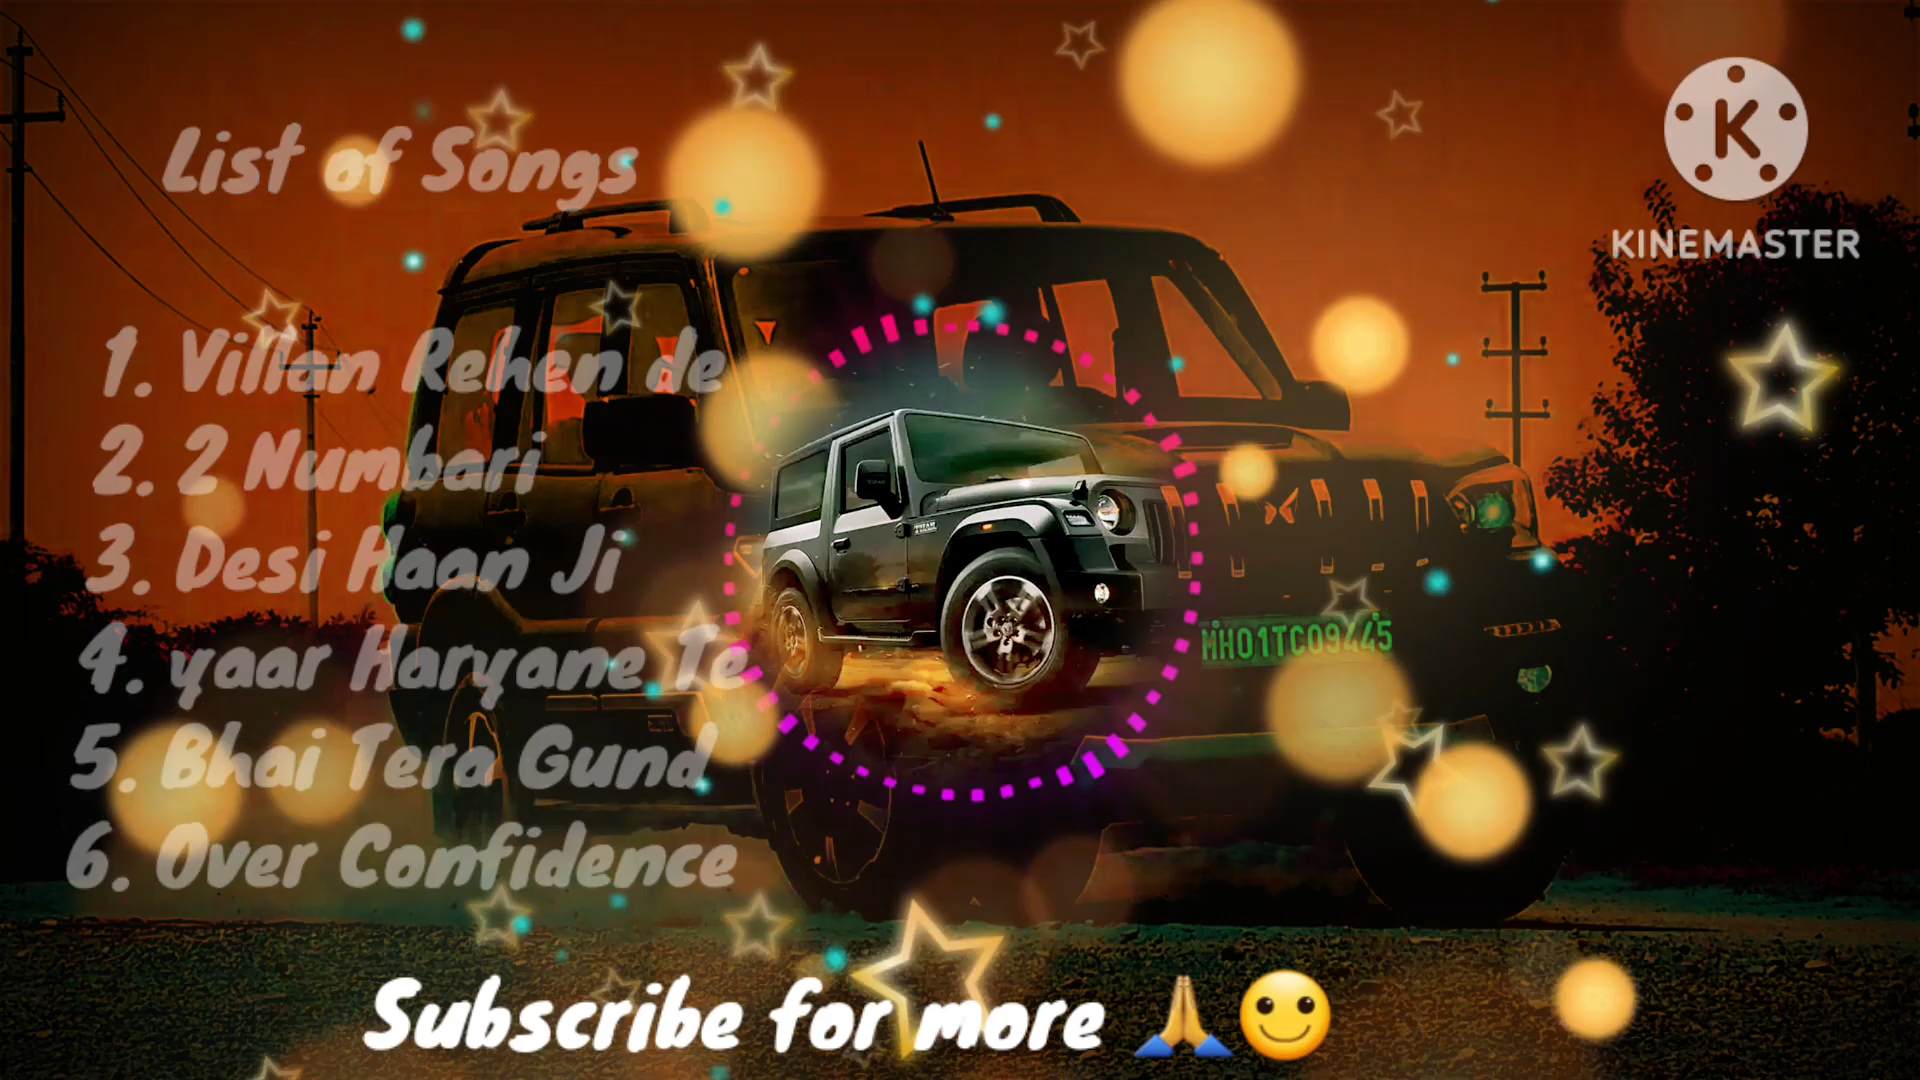 List of Songs
1. Villan Rehen de
2. 2 Numbari
3. Desi Haan Ji
4. yaar Haryane Te
5. Bhai Tera Gund
6. Over Confidence
Subscribe for more 🙏🙂
K
KINEMASTER
MH01TC09445